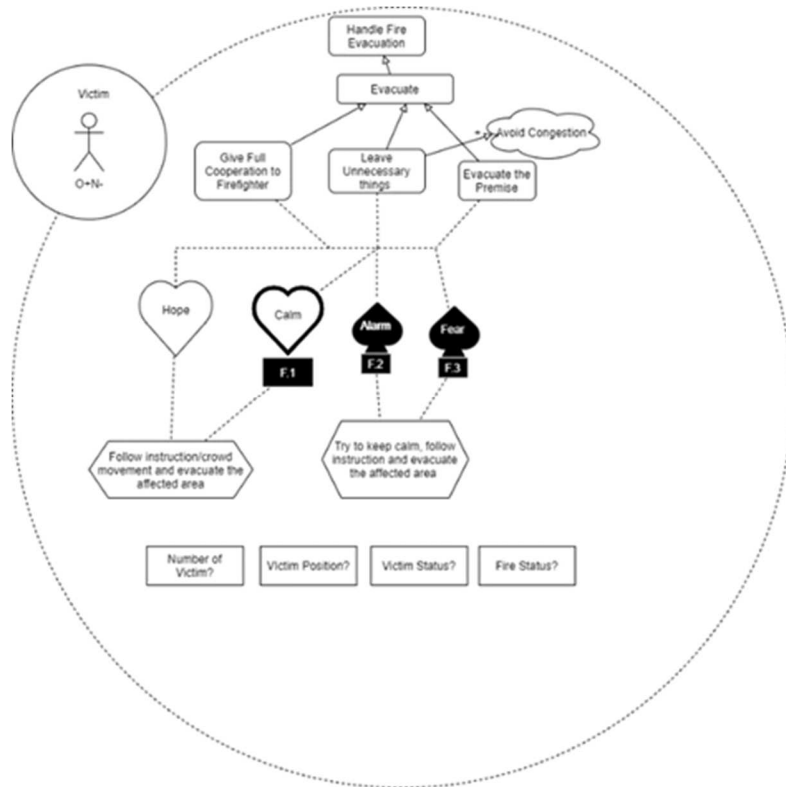 Handle Fire
Evacuation
Victim
Evacuate
+
Avoid Congestion
Give Full
Cooperation to
Firefighter
Leave
Unnecessary
things
Evacuate the
Premise
O+N-
Hope
Calm
Alarm
Fear
F.1
F.2
F.3
Follow instruction/crowd
movement and evacuate the
affected area
Try to keep calm, follow
instruction and evacuate
the affected area
Number of
Victim?
Victim Position?
Victim Status?
Fire Status?